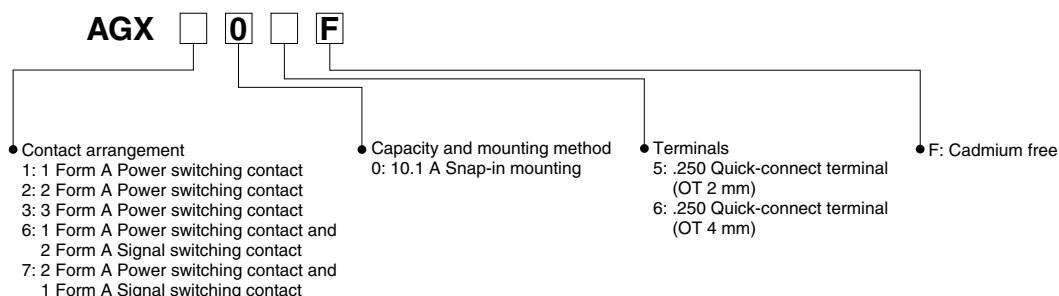 AGX 0 F
Contact arrangement
1: 1 Form A Power switching contact
2: 2 Form A Power switching contact
3: 3 Form A Power switching contact
6: 1 Form A Power switching contact and
2 Form A Signal switching contact
7: 2 Form A Power switching contact and
1 Form A Signal switching contact
Capacity and mounting method
0: 10.1 A Snap-in mounting
Terminals
5: .250 Quick-connect terminal
(OT 2 mm)
6: .250 Quick-connect terminal
(OT 4 mm)
F: Cadmium free